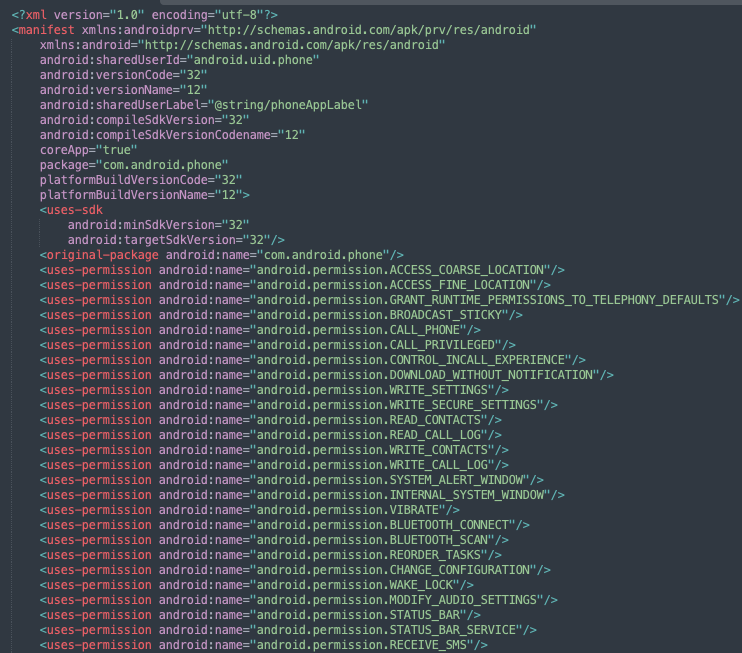 <?xml version="1.0" encoding="utf-8"?>
<manifest xmlns:androidprv="http://schemas.android.com/apk/prv/res/android"
xmlns:android="http://schemas.android.com/apk/res/android"
android:sharedUserId="android.uid.phone"
android:versionCode="32"
android:versionName="12"
android:sharedUserLabel="@string/phoneAppLabel"
android:compileSdkVersion="32"
android:compileSdkVersionCodename="12"
coreApp="true"
package="com.android.phone"
platformBuildVersionCode="32"
platformBuildVersionName="12">
<uses-sdk
android:minSdkVersion="32"
android:targetSdkVersion="32"/>
<original-package android:name="com.android.phone"/>
<uses-permission android:name="android.permission.ACCESS_COARSE_LOCATION"/>
<uses-permission android:name="android.permission.ACCESS_FINE_LOCATION"/>
<uses-permission android:name="android.permission.GRANT_RUNTIME_PERMISSIONS_TO_TELEPHONY_DEFAULTS"/>
<uses-permission android:name="android.permission.BROADCAST_STICKY"/>
<uses-permission android:name="android.permission.CALL_PHONE"/>
<uses-permission android:name="android.permission.CALL_PRIVILEGED"/>
<uses-permission android:name="android.permission.CONTROL_INCALL_EXPERIENCE"/>
<uses-permission android:name="android.permission.DOWNLOAD_WITHOUT_NOTIFICATION"/>
<uses-permission android:name="android.permission.WRITE_SETTINGS"/>
<uses-permission android:name="android.permission.WRITE_SECURE_SETTINGS"/>
<uses-permission android:name="android.permission.READ_CONTACTS"/>
<uses-permission android:name="android.permission.READ_CALL_LOG"/>
<uses-permission android:name="android.permission.WRITE_CONTACTS"/>
<uses-permission android:name="android.permission.WRITE_CALL_LOG"/>
<uses-permission android:name="android.permission.SYSTEM_ALERT_WINDOW"/>
<uses-permission android:name="android.permission.INTERNAL_SYSTEM_WINDOW"/>
<uses-permission android:name="android.permission.VIBRATE"/>
<uses-permission android:name="android.permission.BLUETOOTH_CONNECT"/>
<uses-permission android:name="android.permission.BLUETOOTH_SCAN"/>
<uses-permission android:name="android.permission.REORDER_TASKS"/>
<uses-permission android:name="android.permission.CHANGE_CONFIGURATION"/>
<uses-permission android:name="android.permission.WAKE_LOCK"/>
<uses-permission android:name="android.permission.MODIFY_AUDIO_SETTINGS"/>
<uses-permission android:name="android.permission.STATUS_BAR"/>
<uses-permission android:name="android.permission.STATUS_BAR_SERVICE"/>
<uses-permission android:name="android.permission.RECEIVE_SMS"/>